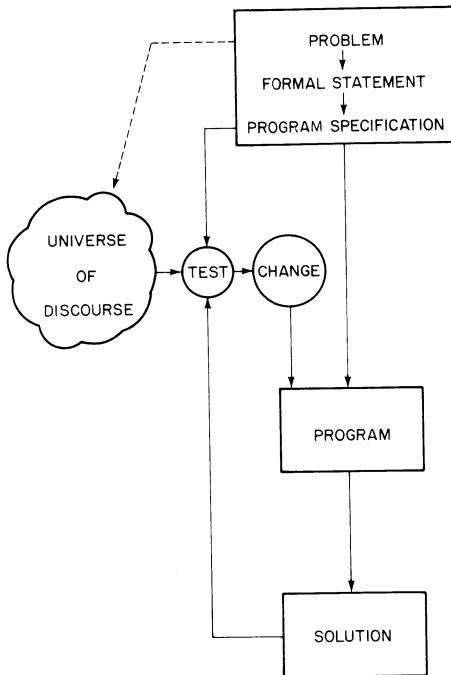 PROBLEM
FORMAL STATEMENT
PROGRAM SPECIFICATION
UNIVERSE
OF
DISCOURSE
TEST
CHANGE
PROGRAM
SOLUTION